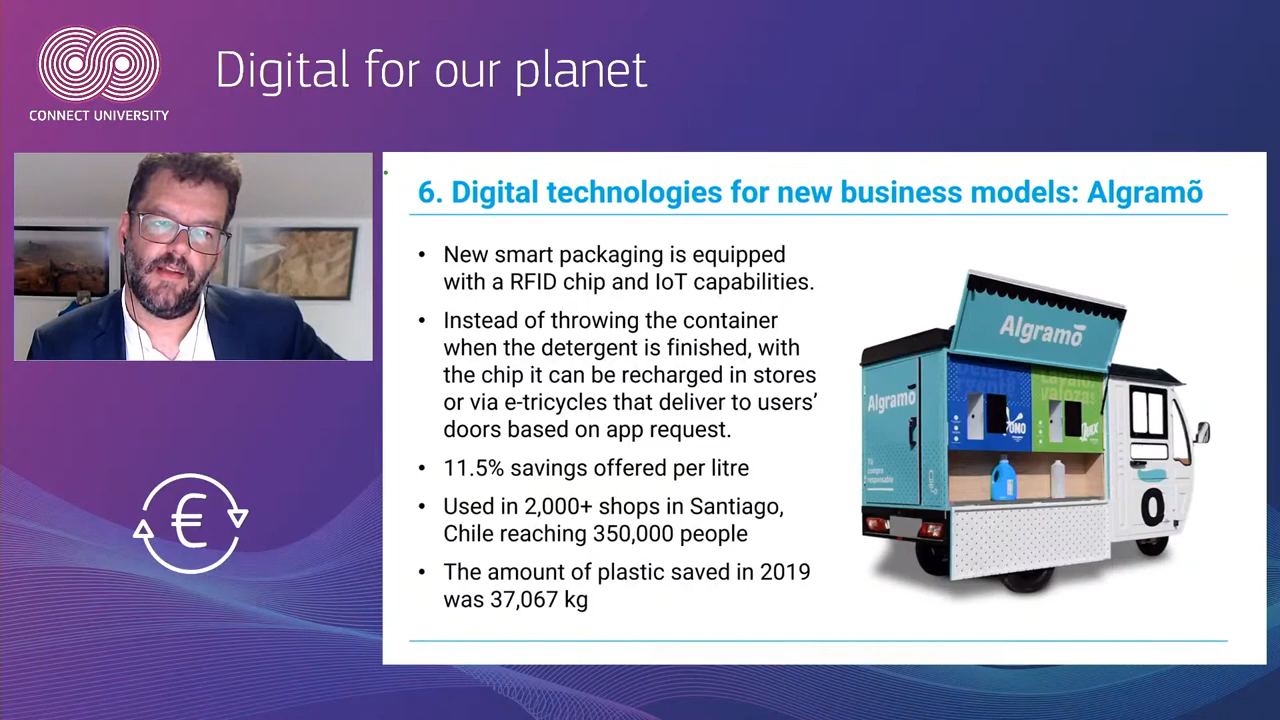 Digital for our planet
CONNECT UNIVERSITY
6. Digital technologies for new business models: Algramõ
• New smart packaging is equipped
with a RFID chip and IoT capabilities.
• Instead of throwing the container
when the detergent is finished, with
the chip it can be recharged in stores
or via e-tricycles that deliver to users’
doors based on app request.
• 11.5% savings offered per litre
• Used in 2,000+ shops in Santiago,
Chile reaching 350,000 people
• The amount of plastic saved in 2019
was 37,067 kg
Algramõ
Algramõ
OMO
QUIX
€